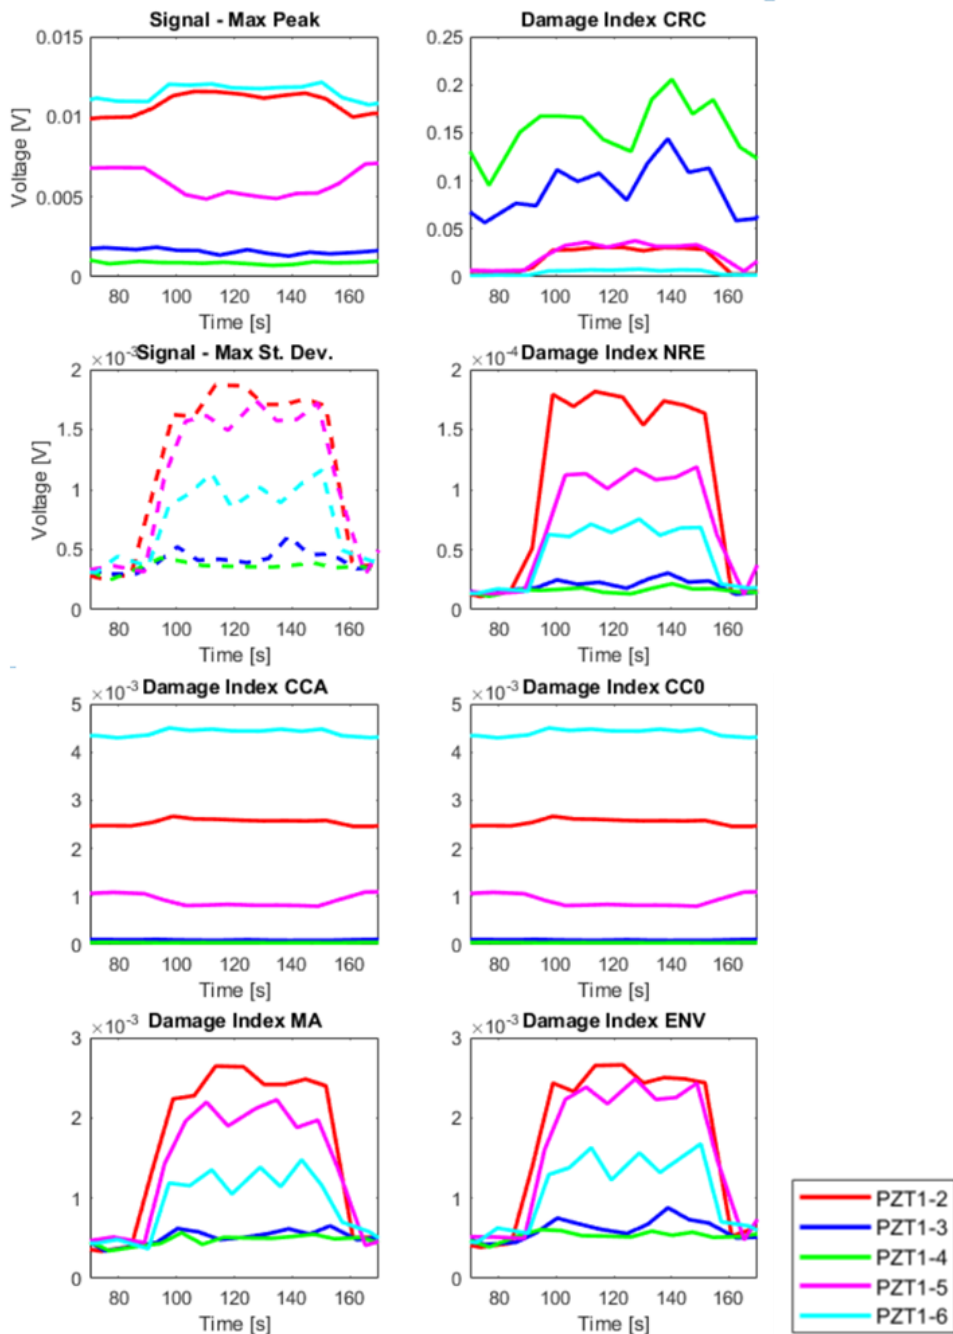 Signal - Max Peak
Damage Index CRC
0.015
0.01
0.005
0
Voltage [V]
80 100 120 140 160
Time [s]
0.25
0.2
0.15
0.1
0.05
0
80 100 120 140 160
Time [s]
×10-3 Signal - Max St. Dev.
2
1.5
1
0.5
0
Voltage [V]
80 100 120 140 160
Time [s]
×10-4 Damage Index NRE
2
1.5
1
0.5
0
80 100 120 140 160
Time [s]
×10-3 Damage Index CCA
5
4
3
2
1
0
80 100 120 140 160
Time [s]
×10-3 Damage Index CC0
5
4
3
2
1
0
80 100 120 140 160
Time [s]
×10-3 Damage Index MA
3
2
1
0
80 100 120 140 160
Time [s]
×10-3 Damage Index ENV
3
2
1
0
80 100 120 140 160
Time [s]
PZT1-2
PZT1-3
PZT1-4
PZT1-5
PZT1-6